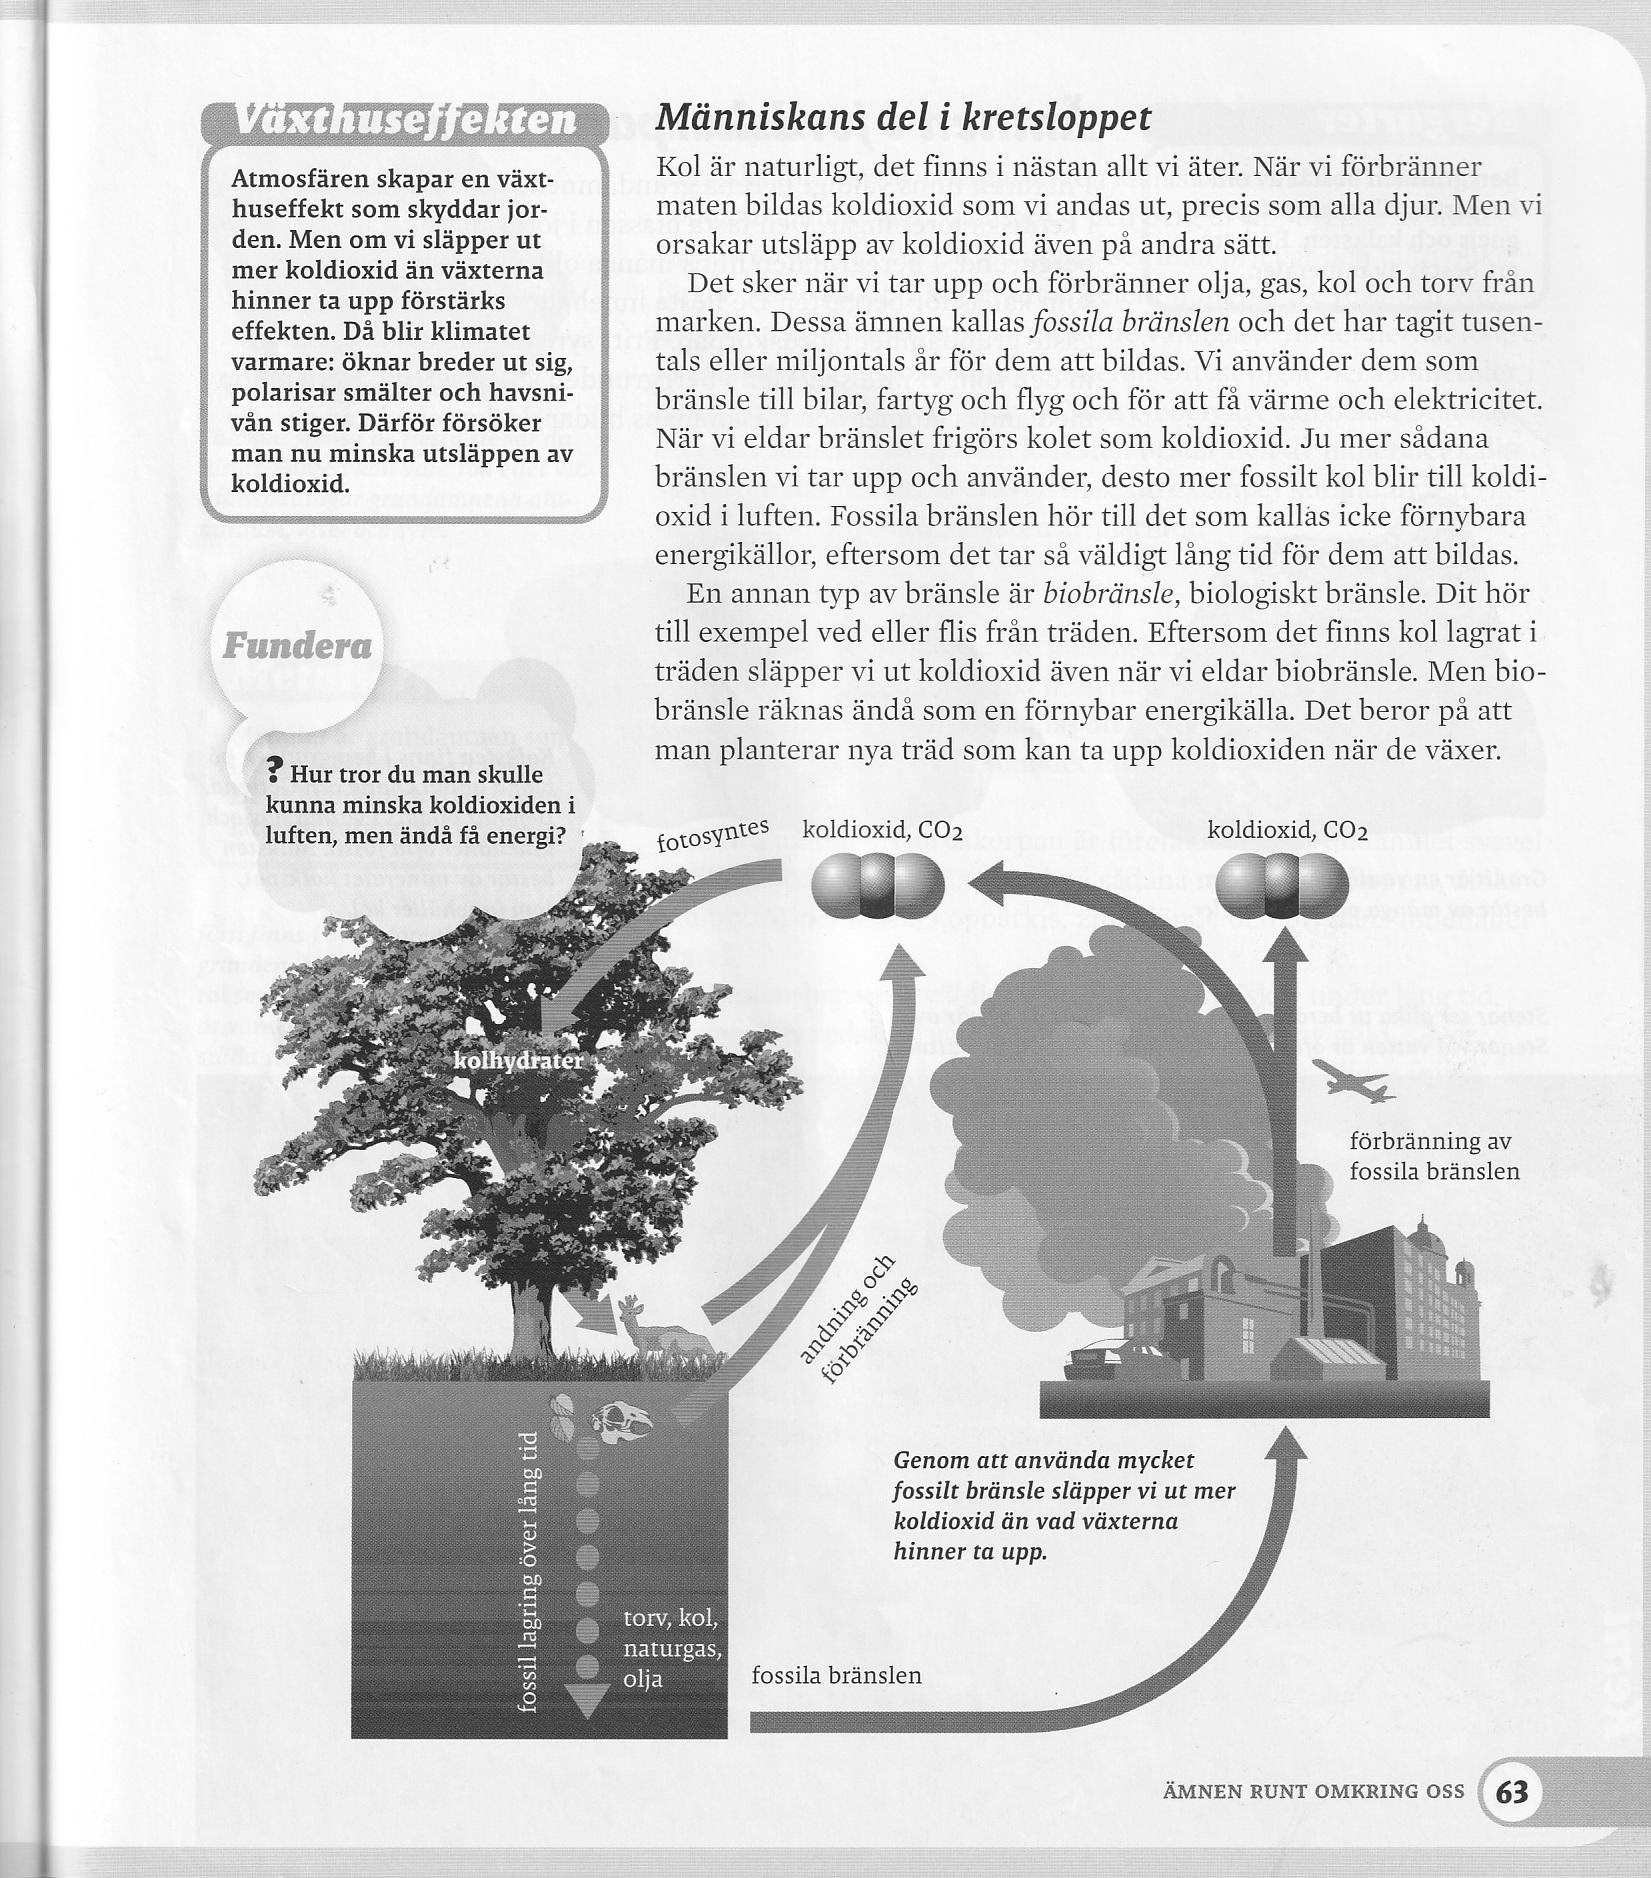 Växthuseffekten
Atmosfären skapar en växt-
huseffekt som skyddar jor-
den. Men om vi släpper ut
mer koldioxid än växterna
hinner ta upp förstärks
effekten. Då blir klimatet
varmare: öknar breder ut sig,
polarisar smälter och havsni-
vån stiger. Därför försöker
man nu minska utsläppen av
koldioxid.
Fundera
? Hur tror du man skulle
kunna minska koldioxiden i
luften, men ändå få energi?
Människans del i kretsloppet
Kol är naturligt, det finns i nästan allt vi äter. När vi förbränner
maten bildas koldioxid som vi andas ut, precis som alla djur. Men vi
orsakar utsläpp av koldioxid även på andra sätt.
Det sker när vi tar upp och förbränner olja, gas, kol och torv från
marken. Dessa ämnen kallas fossila bränslen och det har tagit tusen-
tals eller miljontals år för dem att bildas. Vi använder dem som
bränsle till bilar, fartyg och flyg och för att få värme och elektricitet.
När vi eldar bränslet frigörs kolet som koldioxid. Ju mer sådana
bränslen vi tar upp och använder, desto mer fossilt kol blir till koldi-
oxid i luften. Fossila bränslen hör till det som kallas icke förnybara
energikällor, eftersom det tar så väldigt lång tid för dem att bildas.
En annan typ av bränsle är biobränsle, biologiskt bränsle. Dit hör
till exempel ved eller flis från träden. Eftersom det finns kol lagrat i
träden släpper vi ut koldioxid även när vi eldar biobränsle. Men bio-
bränsle räknas ändå som en förnybar energikälla. Det beror på att
man planterar nya träd som kan ta upp koldioxiden när de växer.
fotosyntes
koldioxid, CO2
koldioxid, CO2
kolhydrater
förbränning av
fossila bränslen
andning och
förbränning
fossil lagring över lång tid
torv, kol,
naturgas,
olja
Genom att använda mycket
fossilt bränsle släpper vi ut mer
koldioxid än vad växterna
hinner ta upp.
fossila bränslen
ÄMNEN RUNT OMKRING OSS 63